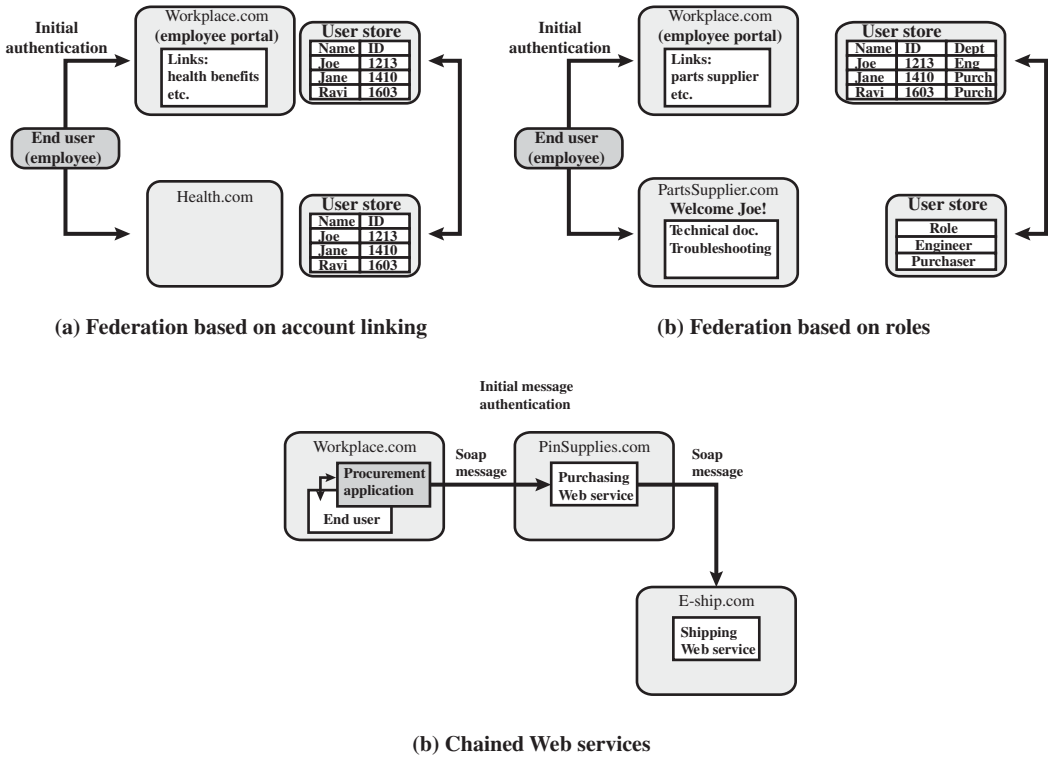 Initial
authentication
Workplace.com
(employee portal)
Links:
health benefits
etc.
User store
Name ID
Joe 1213
Jane 1410
Ravi 1603
End user
(employee)
Health.com
User store
Name ID
Joe 1213
Jane 1410
Ravi 1603
(a) Federation based on account linking
Initial
authentication
Workplace.com
(employee portal)
Links:
parts supplier
etc.
User store
Name ID Dept
Joe 1213 Eng
Jane 1410 Purch
Ravi 1603 Purch
End user
(employee)
PartsSupplier.com
Welcome Joe!
Technical doc.
Troubleshooting
User store
Role
Engineer
Purchaser
(b) Federation based on roles
Initial message
authentication
Workplace.com
Procurement
application
End user
Soap
message
PinSupplies.com
Purchasing
Web service
Soap
message
E-ship.com
Shipping
Web service
(b) Chained Web services